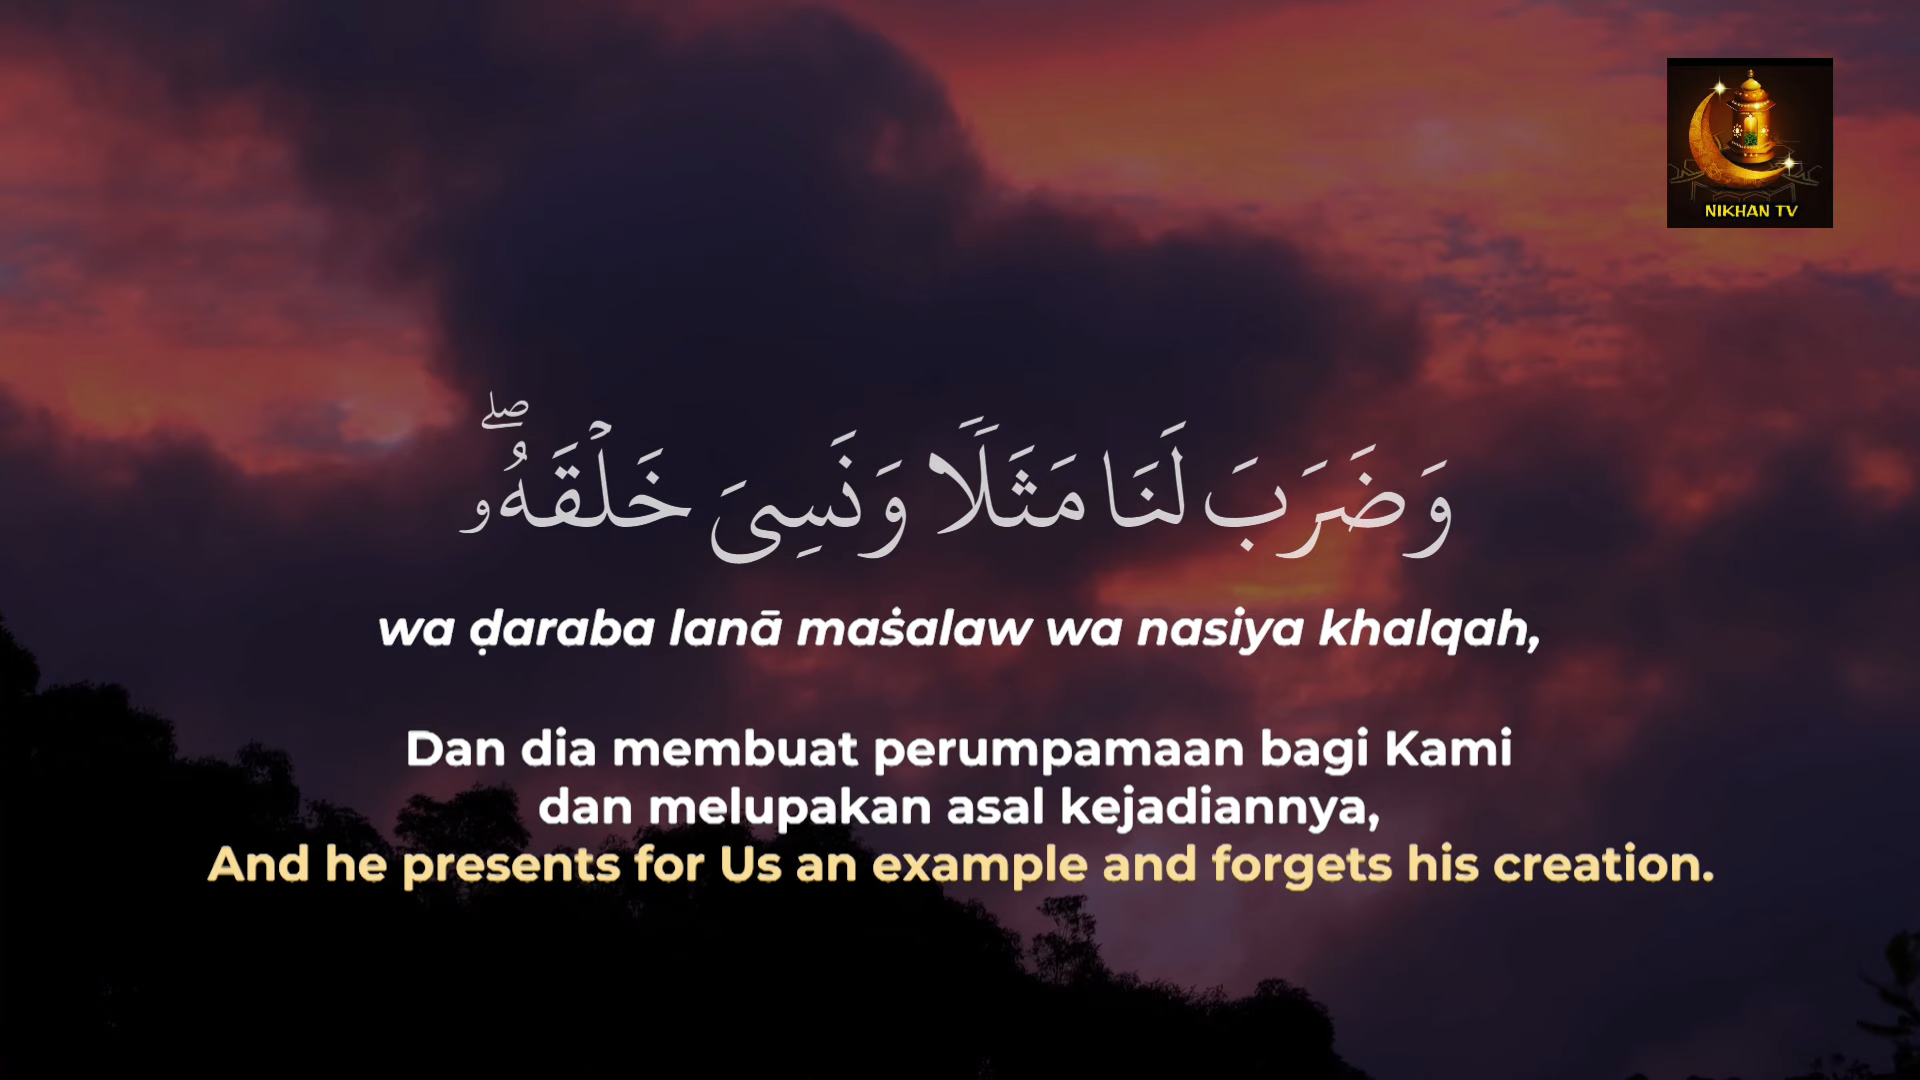 NIKHAN TV
وَضَرَبَ لَنَا مَثَلًا وَنَسِىَ خَلْقَهُۥ ۖ
wa ḍaraba lanā maṡalaw wa nasiya khalqah,
Dan dia membuat perumpamaan bagi Kami
dan melupakan asal kejadiannya,
And he presents for Us an example and forgets his creation.